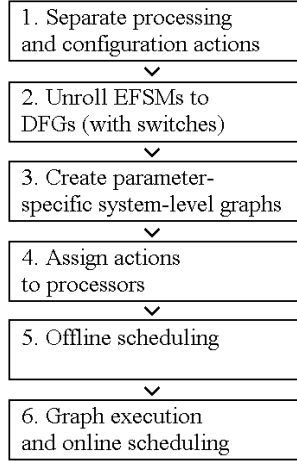 1. Separate processing
and configuration actions
2. Unroll EFSMs to
DFGs (with switches)
3. Create parameter-
specific system-level graphs
4. Assign actions
to processors
5. Offline scheduling
6. Graph execution
and online scheduling